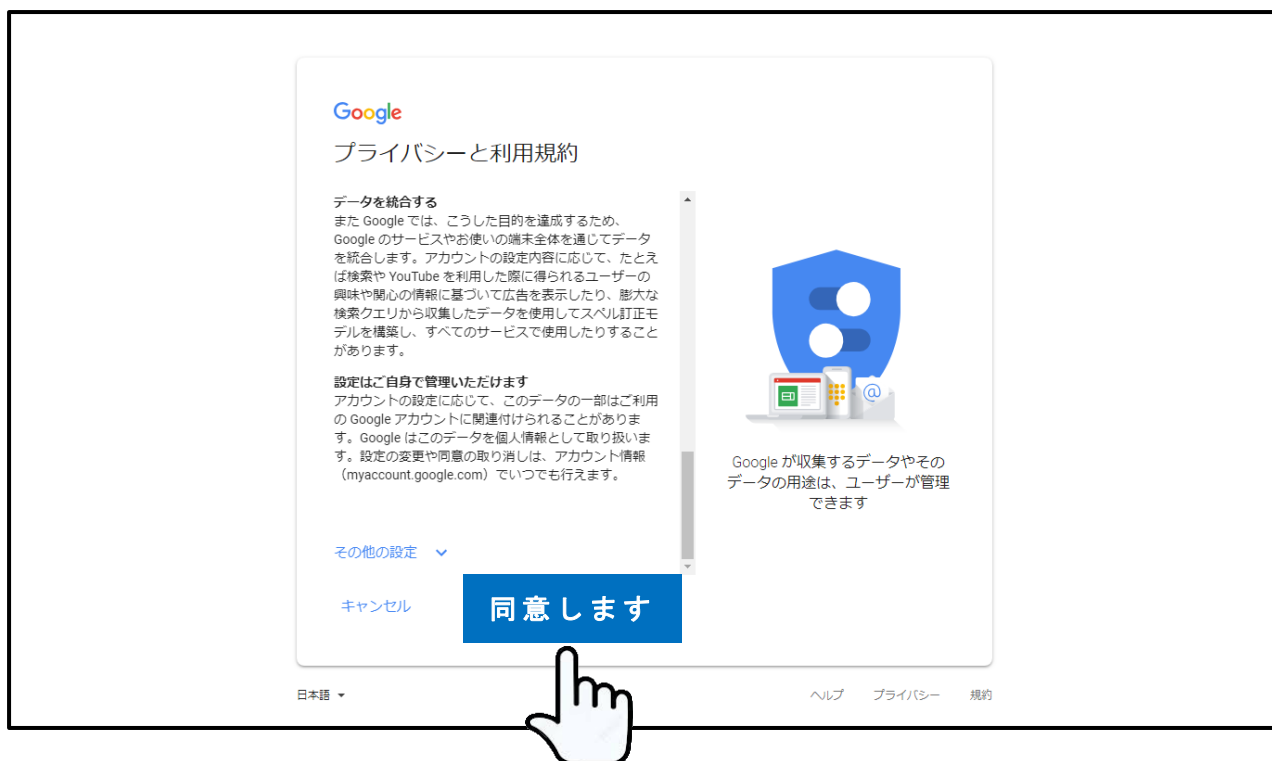 Google
プライバシーと利用規約
データを統合する
また Google では、こうした目的を達成するため、
Google のサービスやお使いの端末全体を通じてデータ
を統合します。アカウントの設定内容に応じて、たとえ
ば検索や YouTube を利用した際に得られるユーザーの
興味や関心の情報に基づいて広告を表示したり、膨大な
検索クエリから収集したデータを使用してスペル訂正モ
デルを構築し、すべてのサービスで使用したりすること
があります。
設定はご自身で管理いただけます
アカウントの設定に応じて、このデータの一部はご利用
の Google アカウントに関連付けられることがありま
す。Google はこのデータを個人情報として取り扱いま
す。設定の変更や同意の取り消しは、アカウント情報
(myaccount.google.com)でいつでも行えます。
@
Google が収集するデータやその
データの用途は、ユーザーが管理
できます
その他の設定
キャンセル
同意します
日本語
ヘルプ プライバシー 規約